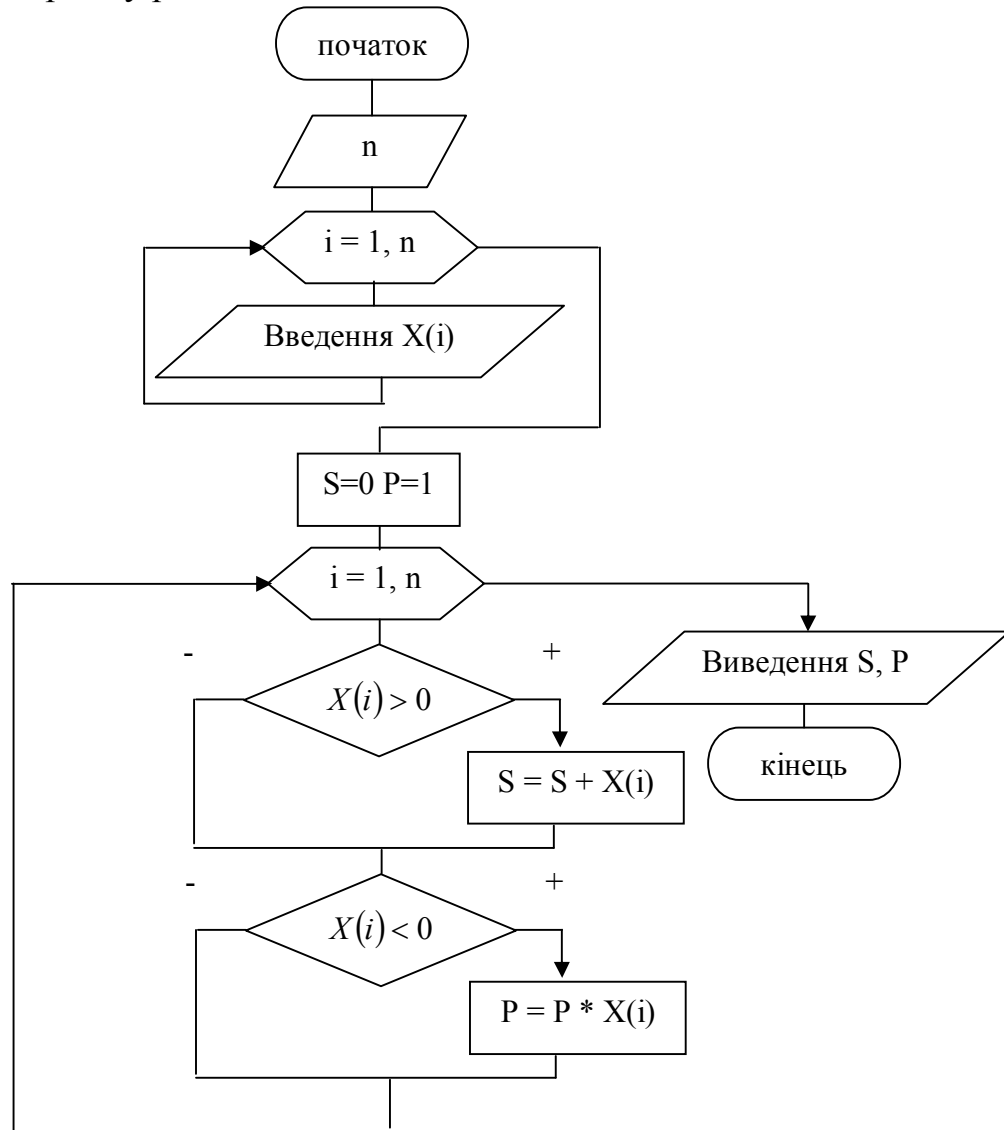 початок
n
i = 1, n
Введення X(i)
S=0 P=1
i = 1, n
- +
X(i) > 0
Виведення S, P
S = S + X(i)
кінець
- +
X(i) < 0
P = P * X(i)